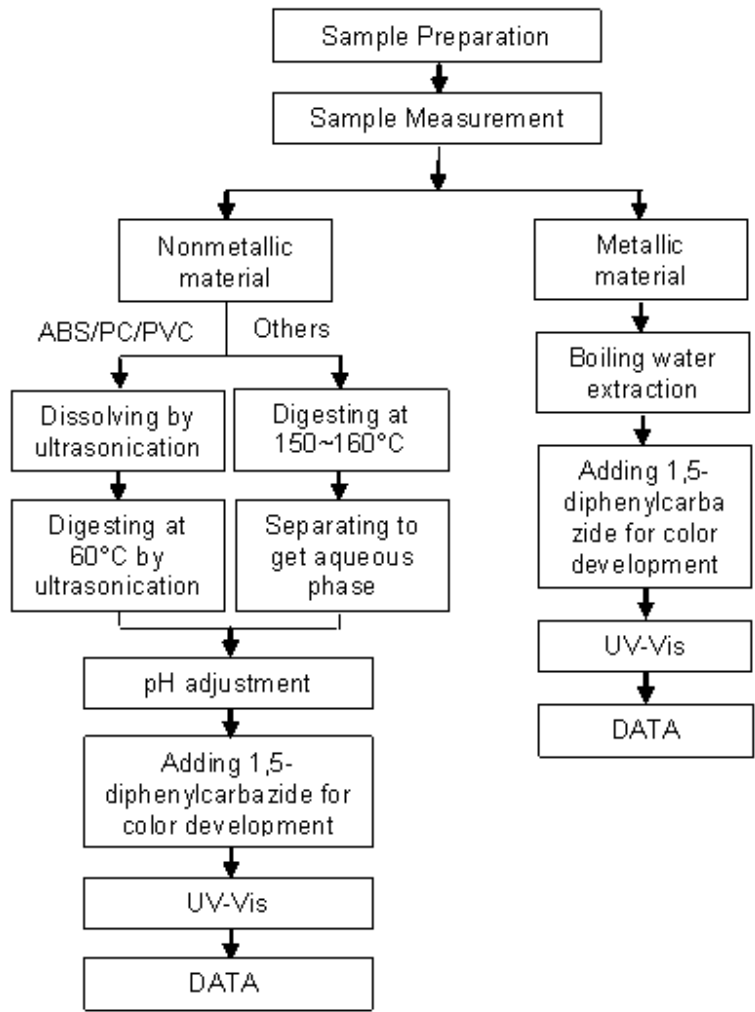 Sample Preparation
Sample Measurement
Nonmetallic
material
Metallic
material
ABS/PC/PVC
Others
Boiling water
extraction
Dissolving by
ultrasonication
Digesting at
150~160°C
Adding 1,5-
diphenylcarba
zide for color
development
Digesting at
60°C by
ultrasonication
Separating to
get aqueous
phase
UV-Vis
pH adjustment
DATA
Adding 1,5-
diphenylcarbazide for
color development
UV-Vis
DATA